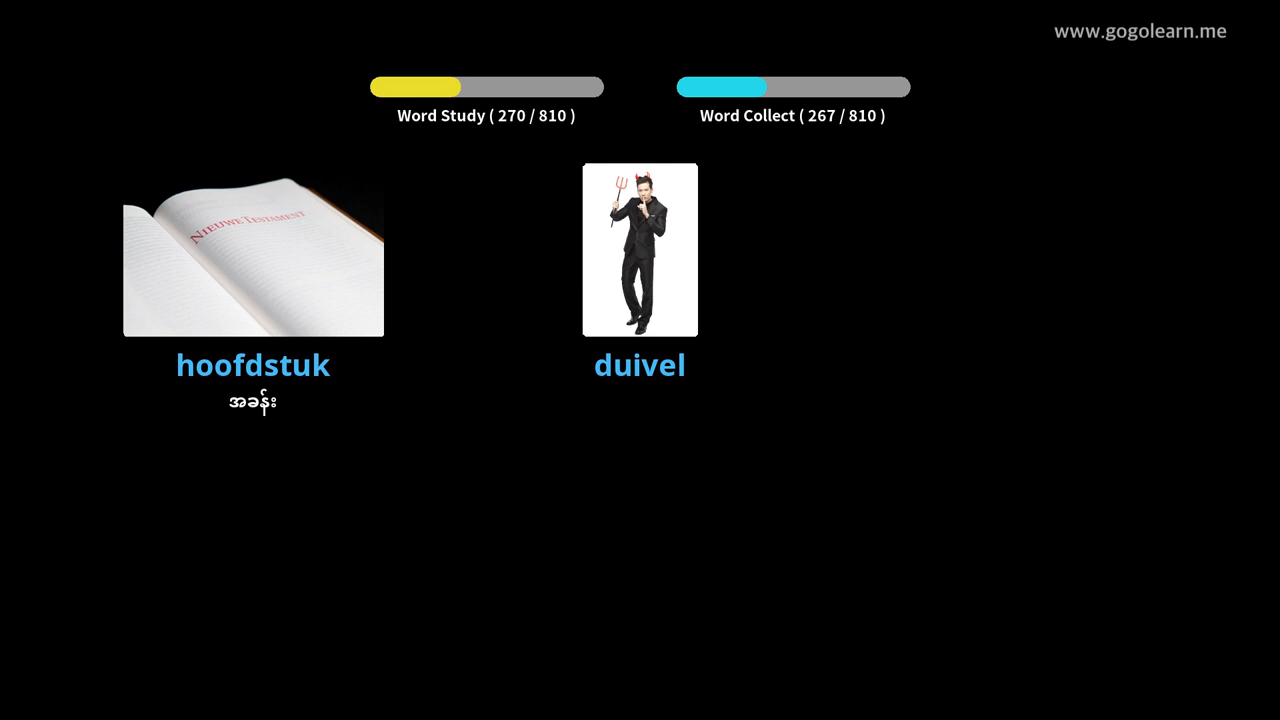 www.gogolearn.me
Word Study ( 270 / 810 )
Word Collect ( 267 / 810 )
NIEUWE TESTAMENT
hoofdstuk
duivel
အခန်း